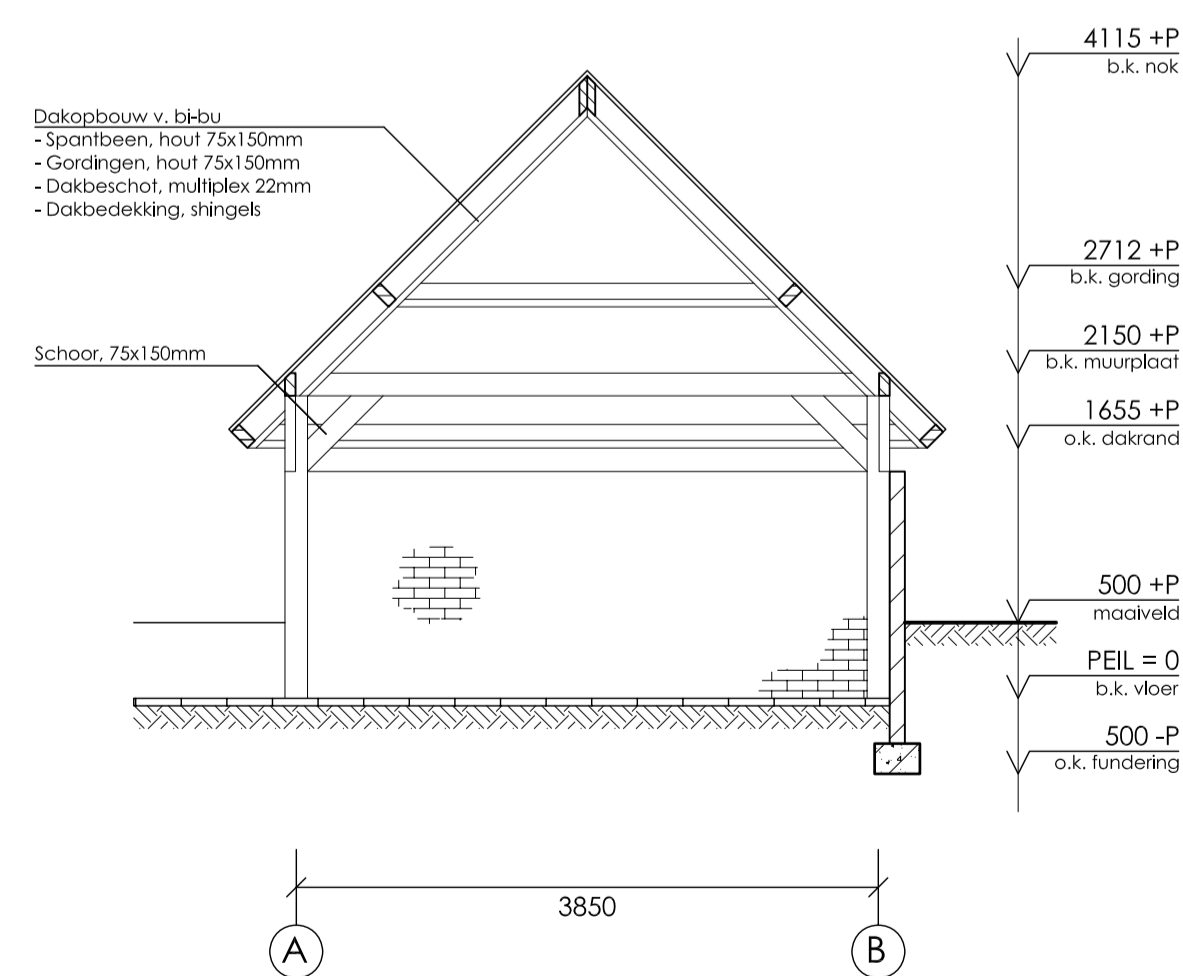 Dakopbouw v. bi-bu
- Spantbeen, hout 75x150mm
- Gordingen, hout 75x150mm
- Dakbeschot, multiplex 22mm
- Dakbedekking, shingels
Schoor, 75x150mm
4115 +P
b.k. nok
2712 +P
b.k. gording
2150 +P
b.k. muurplaat
1655 +P
o.k. dakrand
500 +P
maaiveld
PEIL = 0
b.k. vloer
500 -P
o.k. fundering
3850
A
B